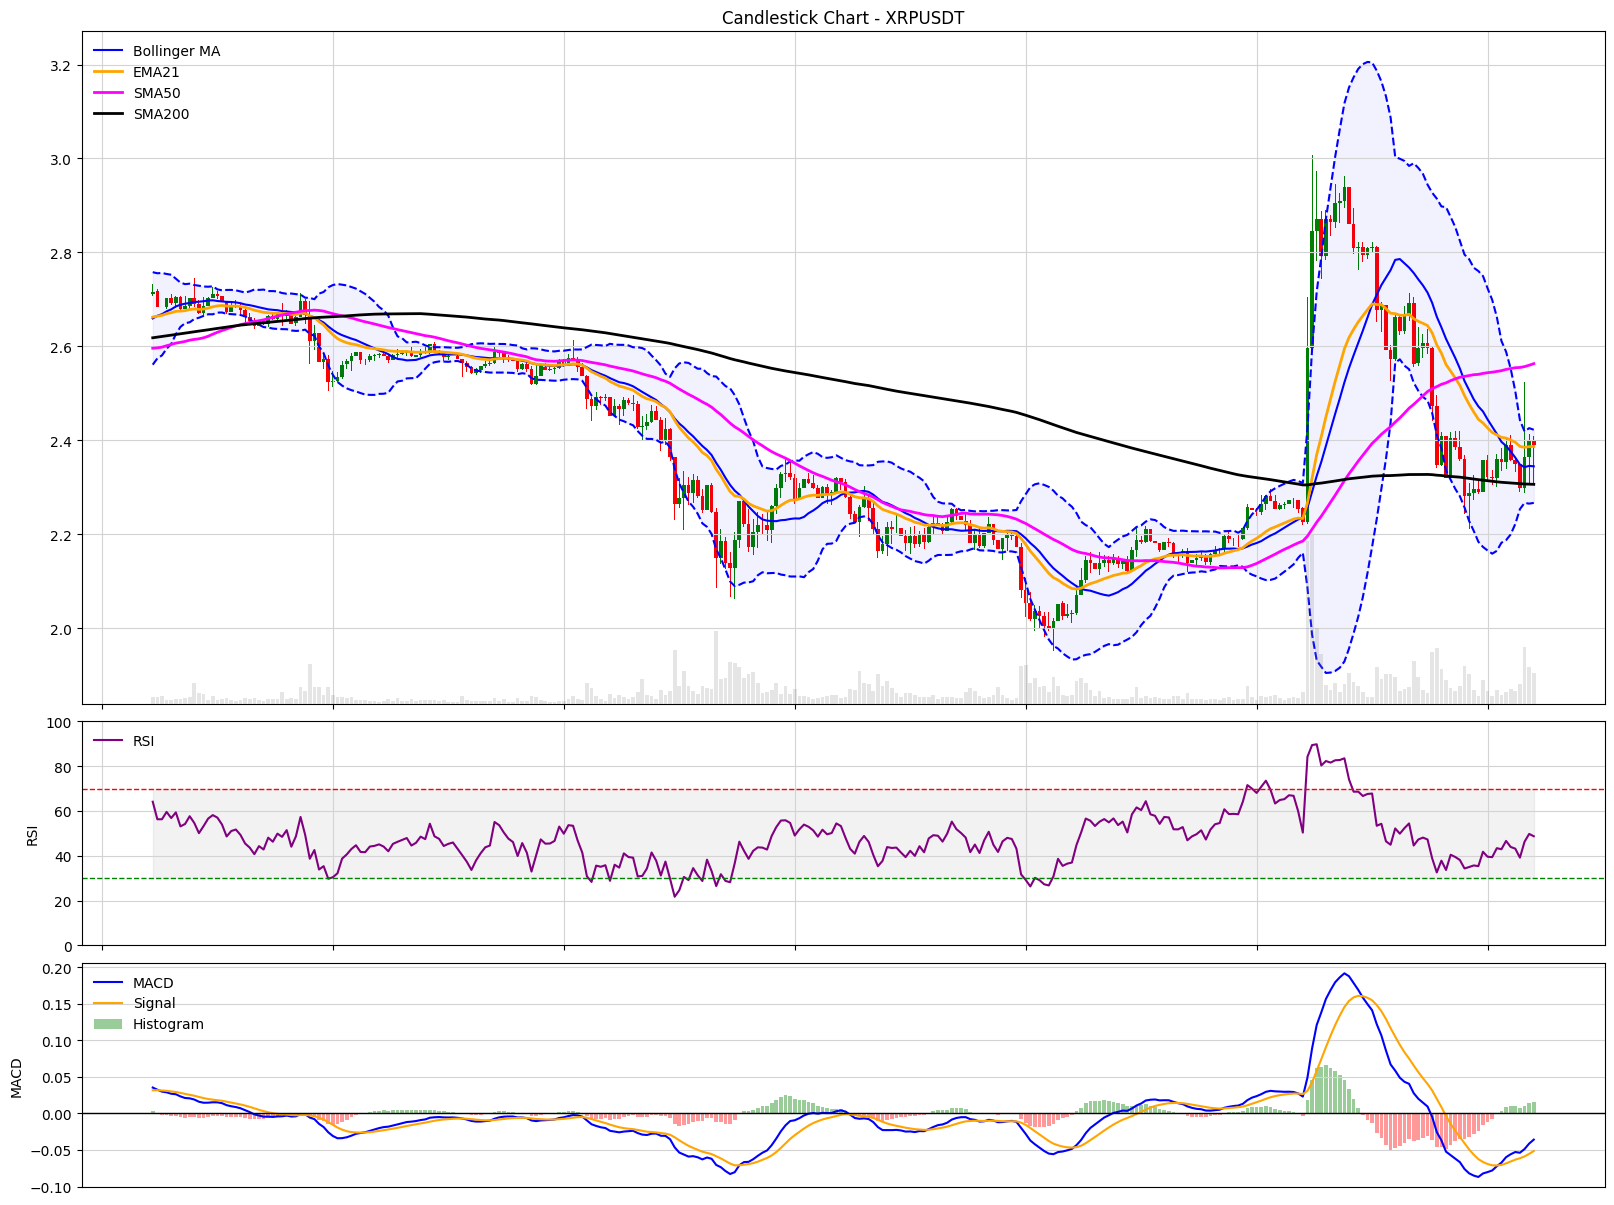 Candlestick Chart - XRPUSDT
Bollinger MA
EMA21
SMA50
SMA200
3.2
3.0
2.8
2.6
2.4
2.2
2.0
RSI
RSI
100
80
60
40
20
0
MACD
Signal
Histogram
MACD
0.20
0.15
0.10
0.05
0.00
−0.05
−0.10